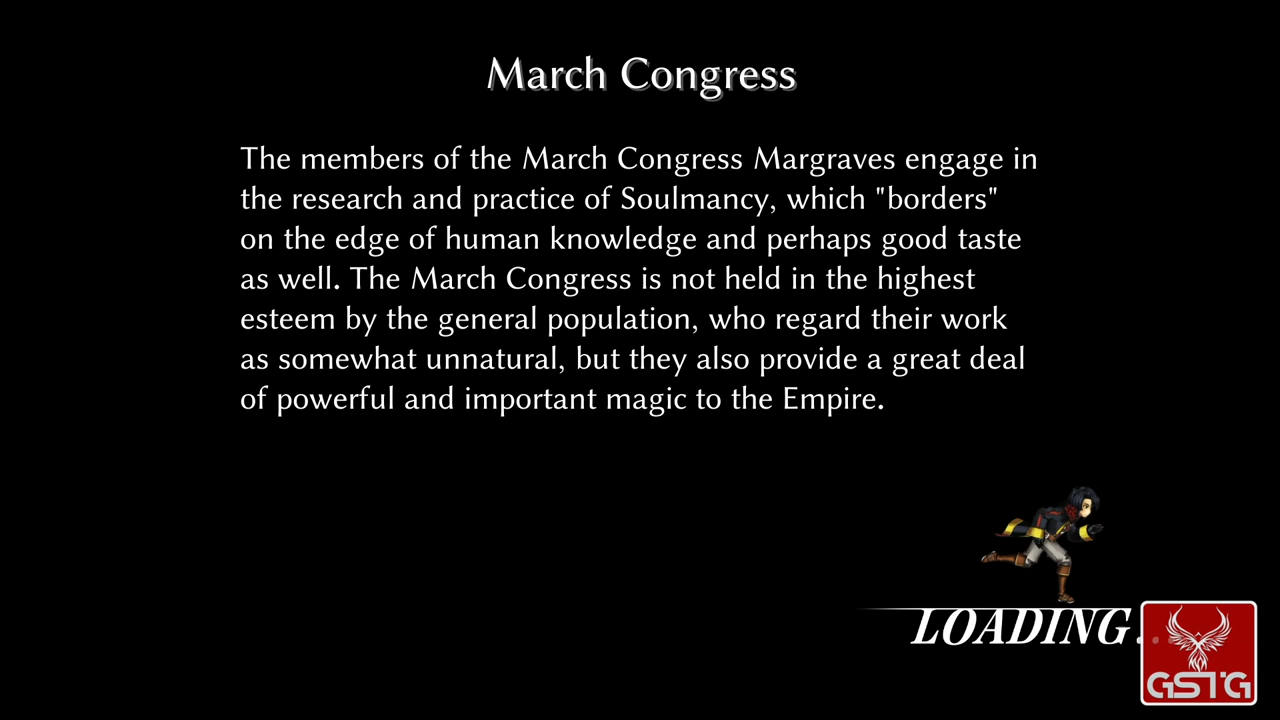 March Congress
The members of the March Congress Margraves engage in
the research and practice of Soulmancy, which "borders"
on the edge of human knowledge and perhaps good taste
as well. The March Congress is not held in the highest
esteem by the general population, who regard their work
as somewhat unnatural, but they also provide a great deal
of powerful and important magic to the Empire.
LOADING...
GSTG